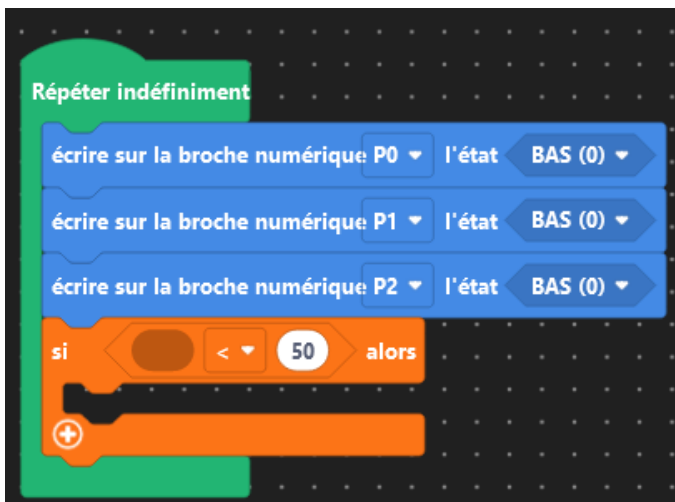 Répéter indéfiniment
écrire sur la broche numérique P0 l'état BAS (0)
écrire sur la broche numérique P1 l'état BAS (0)
écrire sur la broche numérique P2 l'état BAS (0)
si < 50 alors